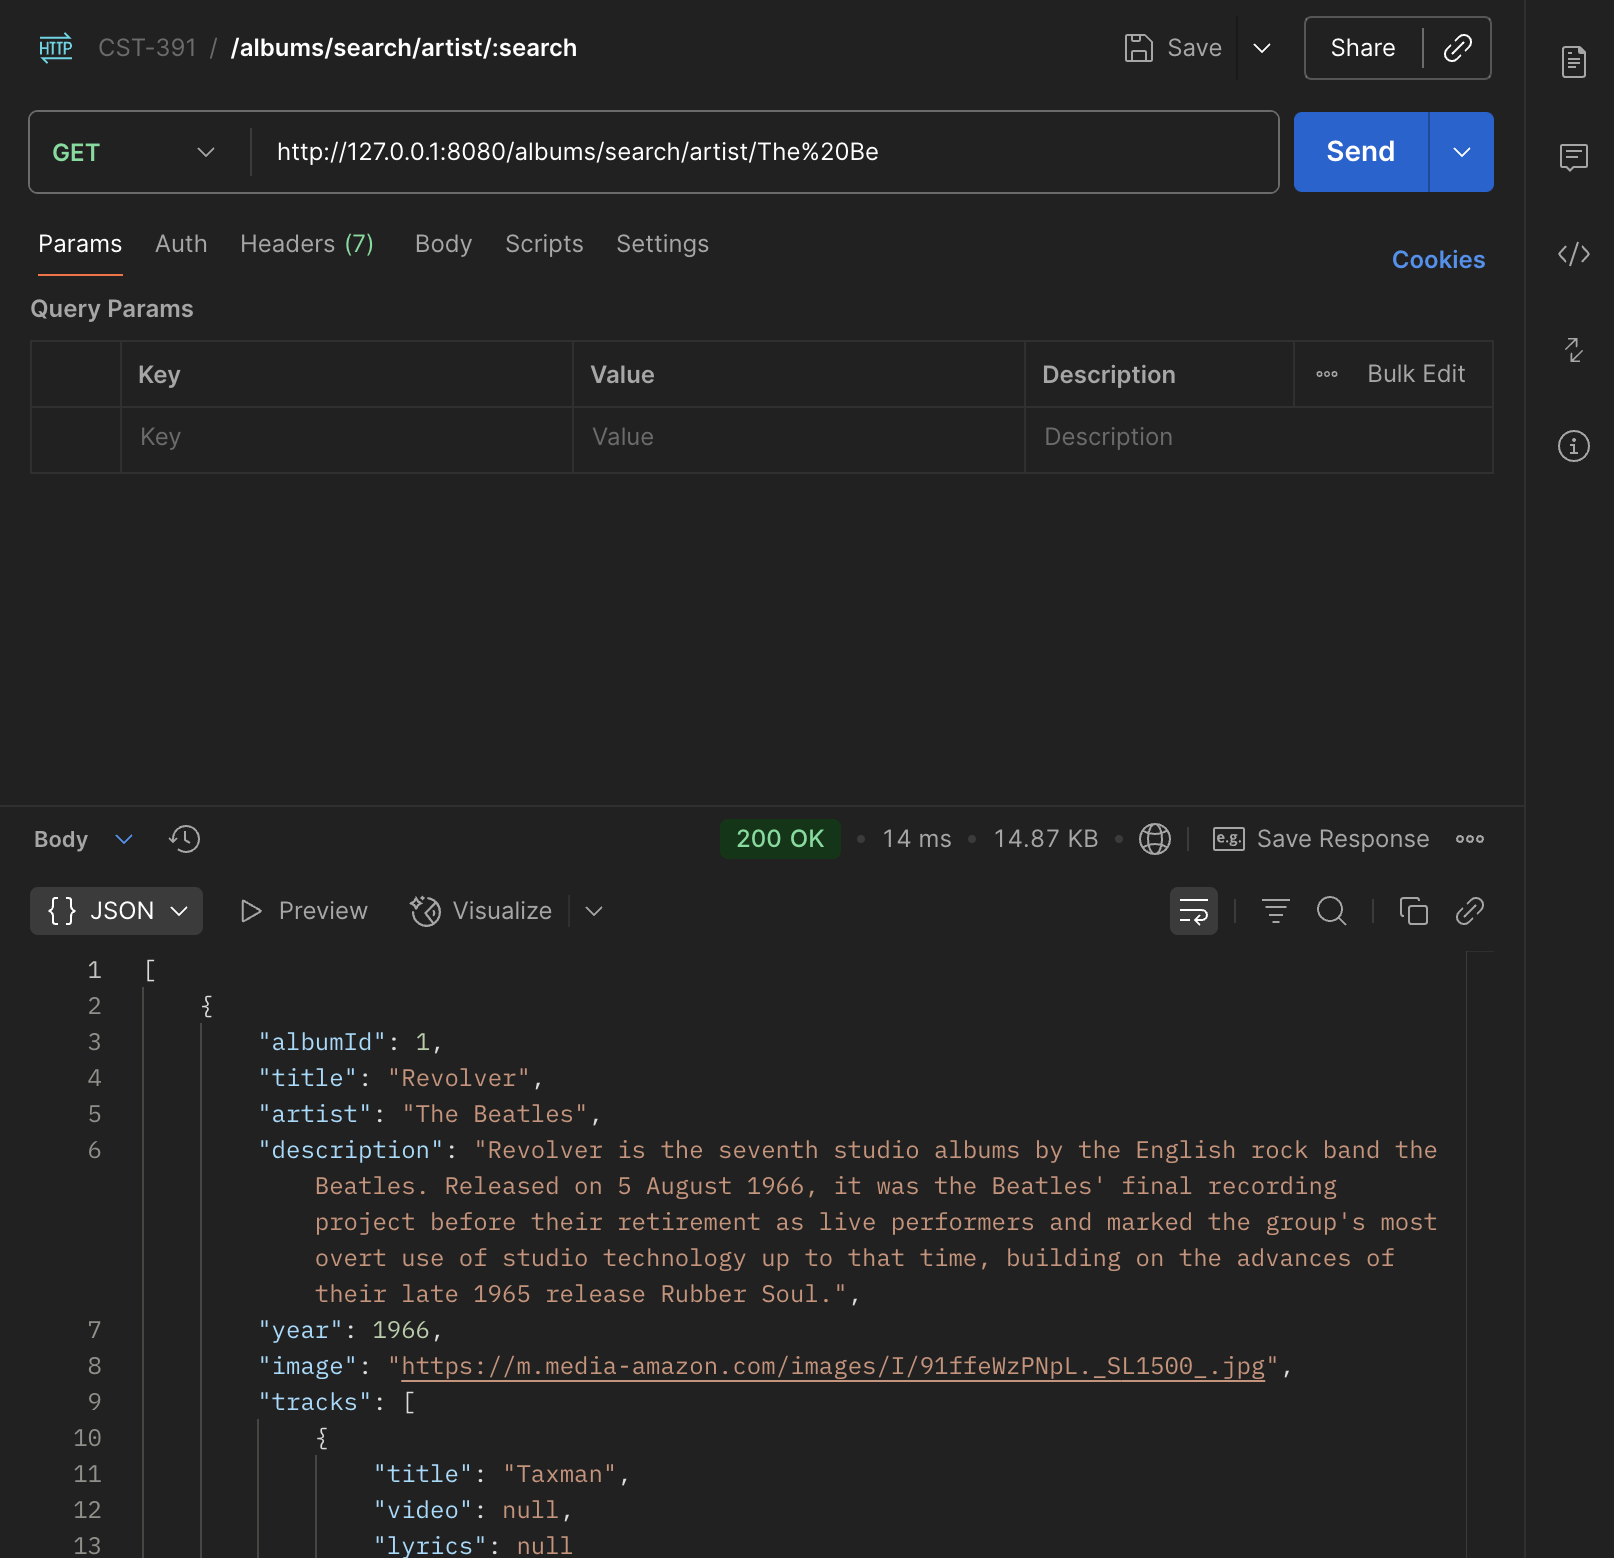 HTTP CST-391 / /albums/search/artist/:search Save Share
GET http://127.0.0.1:8080/albums/search/artist/The%20Be Send
Params Auth Headers (7) Body Scripts Settings Cookies
Query Params
Key Value Description Bulk Edit
Key Value Description
Body 200 OK • 14 ms • 14.87 KB • e.g. Save Response
{} JSON Preview Visualize
1 [
2 {
3 "albumId": 1,
4 "title": "Revolver",
5 "artist": "The Beatles",
6 "description": "Revolver is the seventh studio albums by the English rock band the
Beatles. Released on 5 August 1966, it was the Beatles' final recording
project before their retirement as live performers and marked the group's most
overt use of studio technology up to that time, building on the advances of
their late 1965 release Rubber Soul.",
7 "year": 1966,
8 "image": "https://m.media-amazon.com/images/I/91ffeWzPNpL._SL1500_.jpg",
9 "tracks": [
10 {
11 "title": "Taxman",
12 "video": null,
13 "lyrics": null